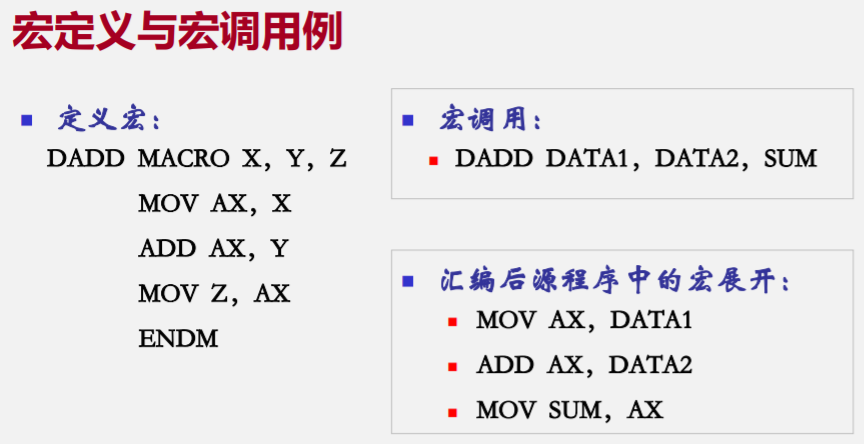 宏定义与宏调用例
定义宏：
DADD MACRO X，Y，Z
MOV AX，X
ADD AX，Y
MOV Z，AX
ENDM
宏调用：
DADD DATA1，DATA2，SUM
汇编后源程序中的宏展开：
MOV AX，DATA1
ADD AX，DATA2
MOV SUM，AX